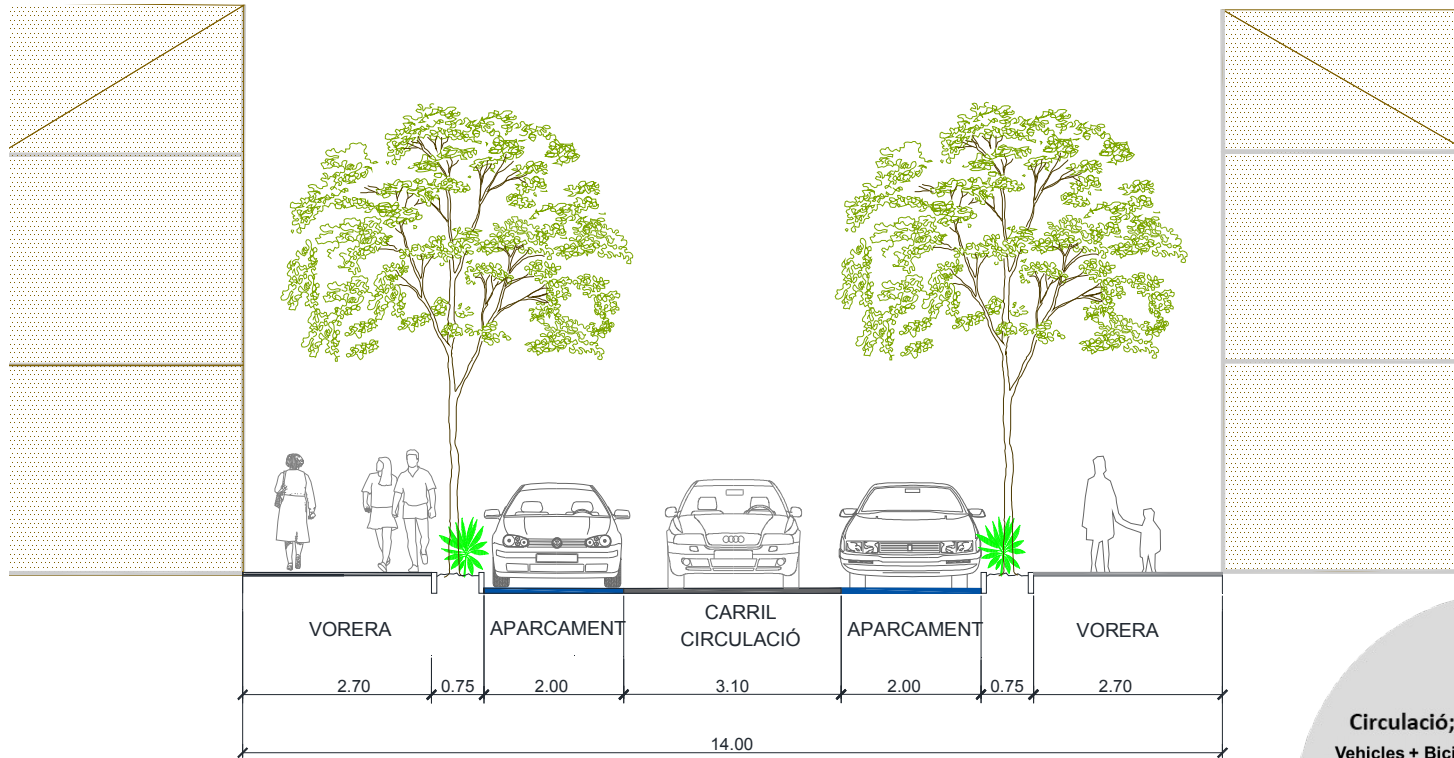 VORERA
APARCAMENT
CARRIL
CIRCULACIÓ
APARCAMENT
VORERA
2.70
0.75
2.00
3.10
2.00
0.75
2.70
14.00
Circulació;
Vehicles + Bici